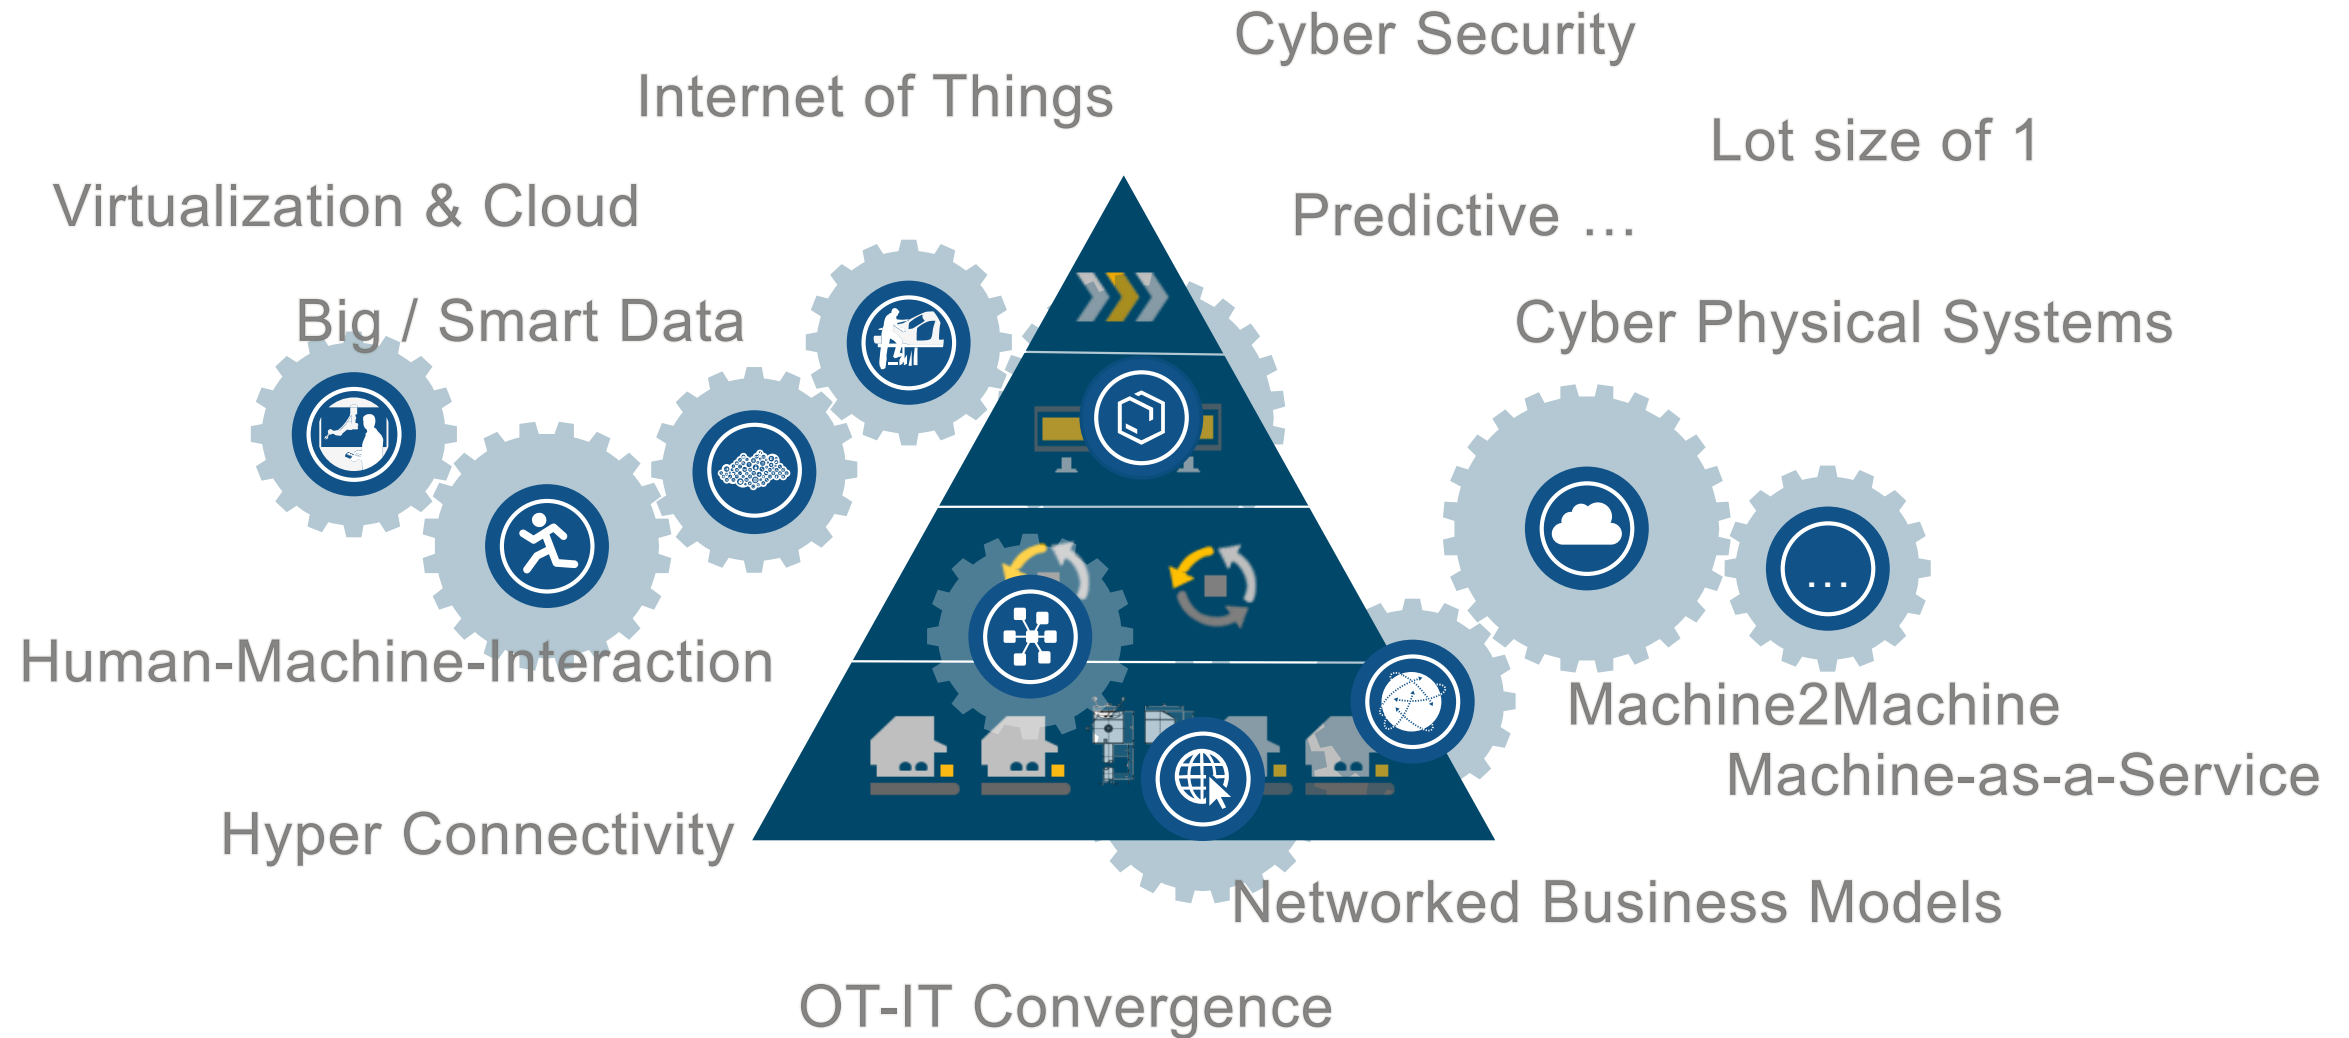 Cyber Security
Internet of Things
Lot size of 1
Virtualization & Cloud
Predictive …
Big / Smart Data
Cyber Physical Systems
...
Human-Machine-Interaction
Machine2Machine
Machine-as-a-Service
Hyper Connectivity
Networked Business Models
OT-IT Convergence